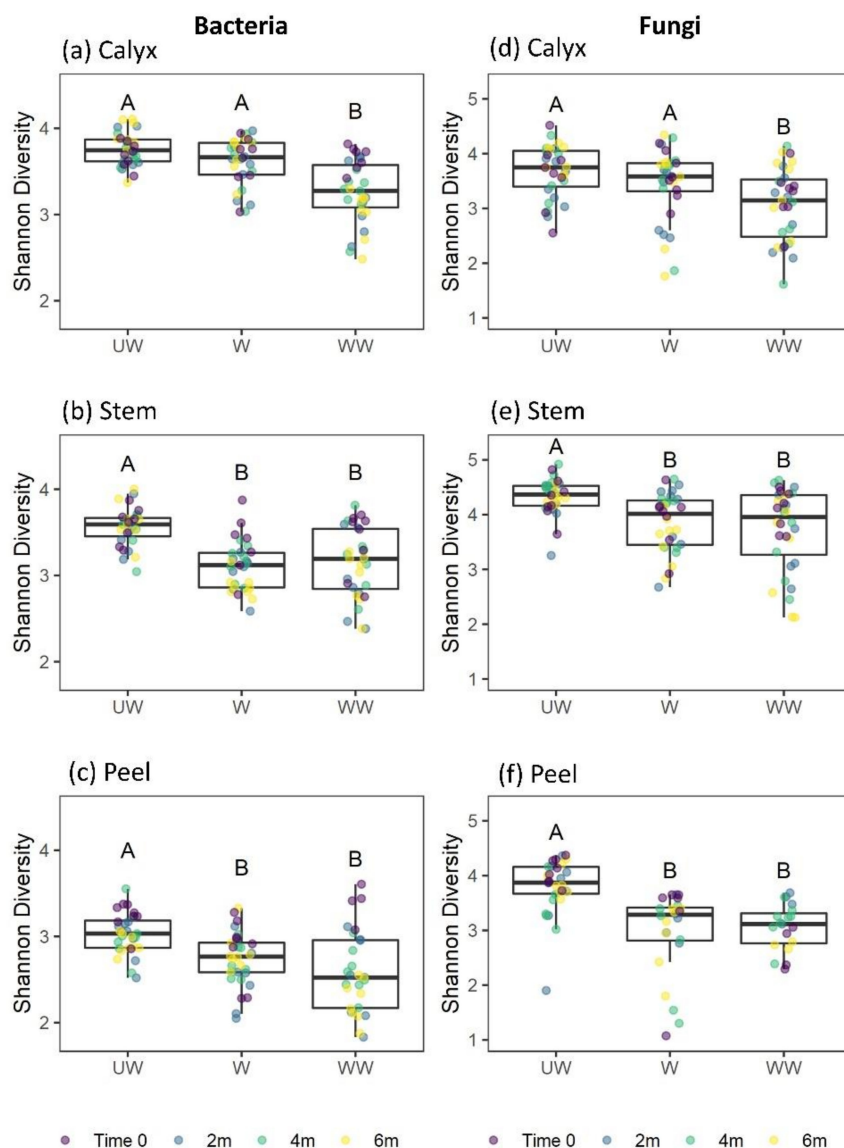 Bacteria
(a) Calyx
Shannon Diversity
4
3
2
A
A
B
UW
W
WW
(b) Stem
Shannon Diversity
4
3
2
A
B
B
UW
W
WW
(c) Peel
Shannon Diversity
4
3
2
A
B
B
UW
W
WW
Time 0 2m 4m 6m
Fungi
(d) Calyx
Shannon Diversity
5
4
3
2
1
A
A
B
UW
W
WW
(e) Stem
Shannon Diversity
5
4
3
2
1
A
B
B
UW
W
WW
(f) Peel
Shannon Diversity
5
4
3
2
1
A
B
B
UW
W
WW
Time 0 2m 4m 6m